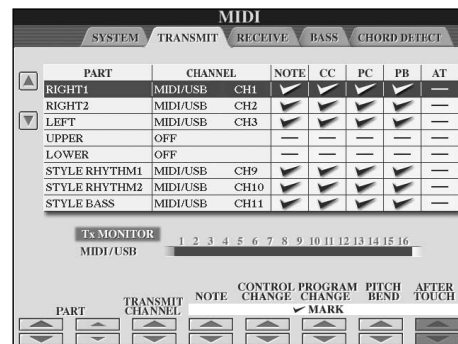 MIDI
SYSTEM TRANSMIT RECEIVE BASS CHORD DETECT
PART CHANNEL NOTE CC PC PB AT
RIGHT1 MIDI/USB CH1 ✓ ✓ ✓ ✓ —
RIGHT2 MIDI/USB CH2 ✓ ✓ ✓ ✓ —
LEFT MIDI/USB CH3 ✓ ✓ ✓ ✓ —
UPPER OFF — — — — —
LOWER OFF — — — — —
STYLE RHYTHM1 MIDI/USB CH9 ✓ ✓ ✓ ✓ —
STYLE RHYTHM2 MIDI/USB CH10 ✓ ✓ ✓ ✓ —
STYLE BASS MIDI/USB CH11 ✓ ✓ ✓ ✓ —
Tx MONITOR
MIDI/USB 1 2 3 4 5 6 7 8 9 10 11 12 13 14 15 16
PART TRANSMIT CHANNEL NOTE CONTROL CHANGE PROGRAM CHANGE PITCH BEND AFTER TOUCH
✓ MARK